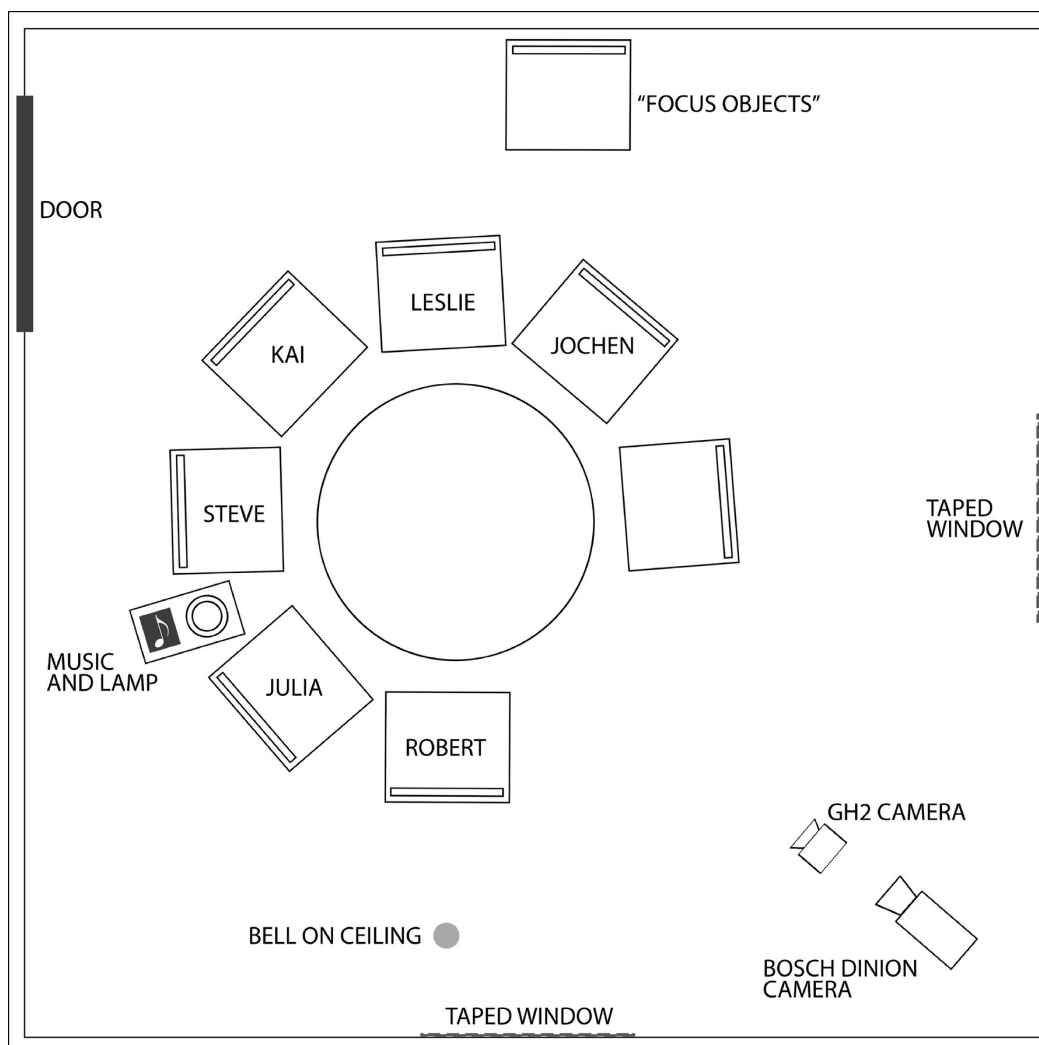 “FOCUS OBJECTS”
DOOR
LESLIE
JOCHEN
KAI
STEVE
TAPED
WINDOW
MUSIC
AND LAMP
JULIA
ROBERT
GH2 CAMERA
BELL ON CEILING
BOSCH DINION
CAMERA
TAPED WINDOW